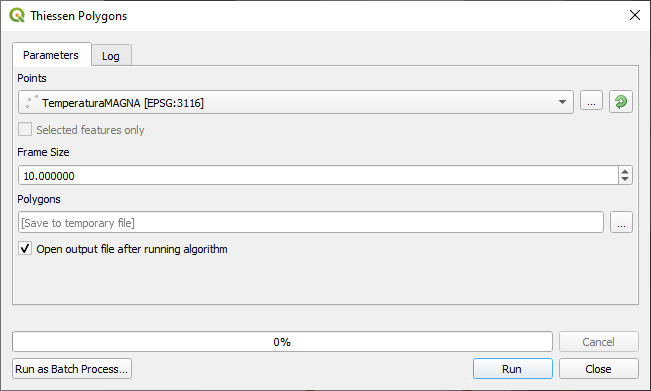 Thiessen Polygons
Parameters
Log
Points
TemperaturaMAGNA [EPSG:3116]
...
Selected features only
Frame Size
10.000000
Polygons
[Save to temporary file]
...
Open output file after running algorithm
0%
Cancel
Run as Batch Process...
Run
Close